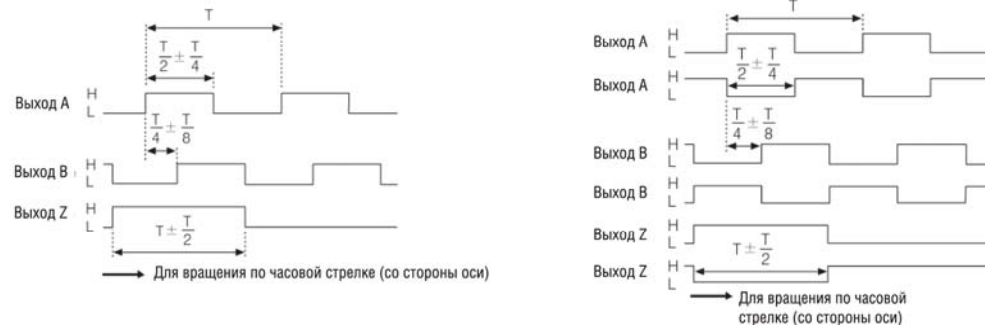 T
T/2 ± T/4
Выход A H L
T/4 ± T/8
Выход B H L
Выход Z H L
T ± T/2
Для вращения по часовой стрелке (со стороны оси)
T
Выход A H L
T/2 ± T/4
Выход A H L
T/4 ± T/8
Выход B H L
Выход B H L
Выход Z H L
T ± T/2
Выход Z H L
Для вращения по часовой
стрелке (со стороны оси)